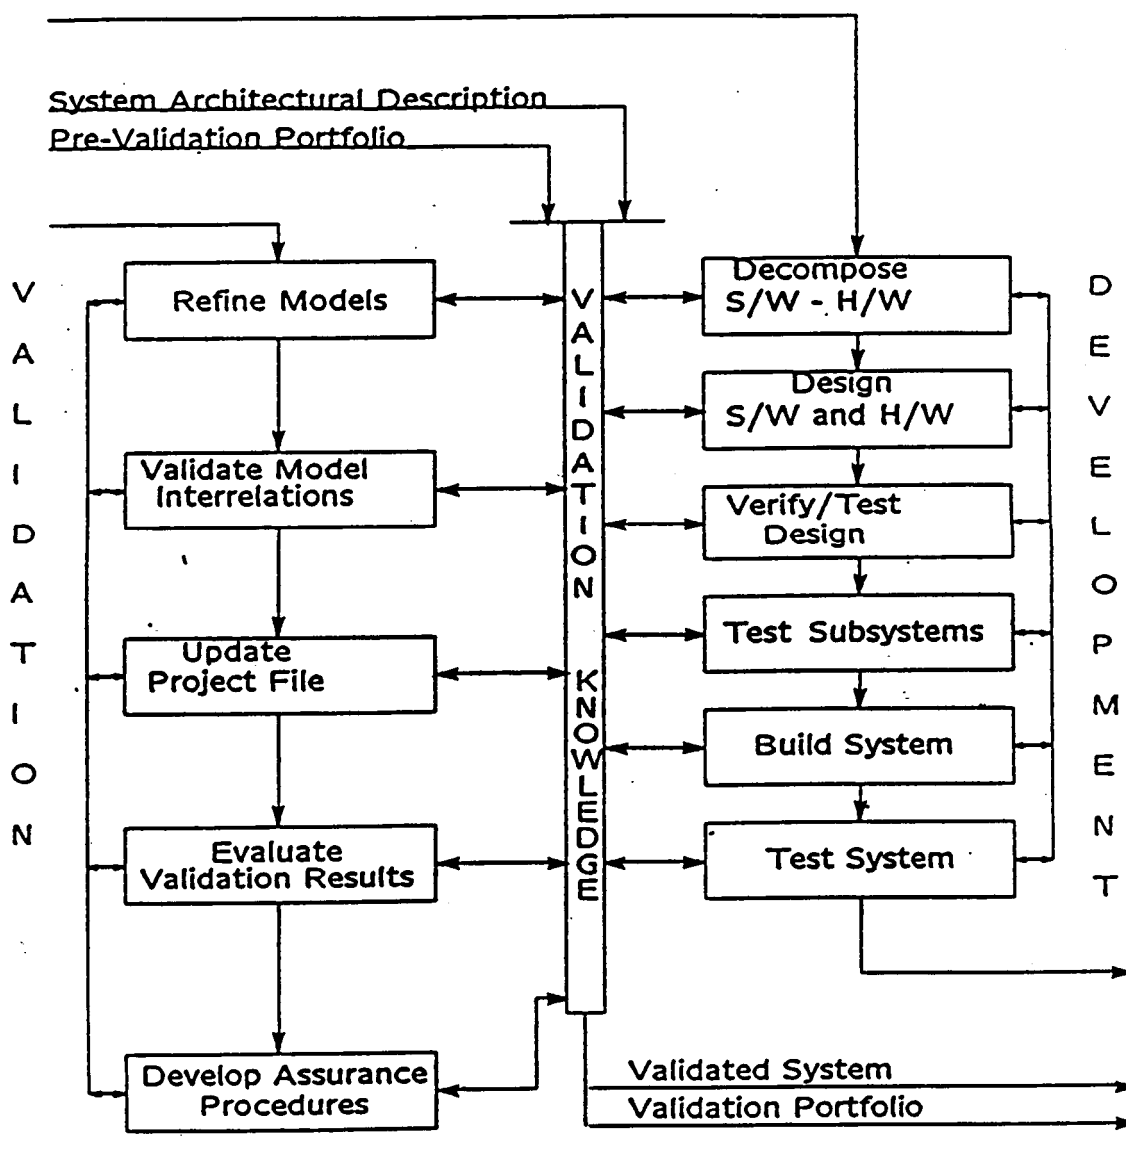 System Architectural Description
Pre-Validation Portfolio
VALIDATION
Refine Models
Validate Model
Interrelations
Update
Project File
Evaluate
Validation Results
Develop Assurance
Procedures
VALIDATION KNOWLEDGE
Decompose
S/W - H/W
Design
S/W and H/W
Verify/Test
Design
Test Subsystems
Build System
Test System
DEVELOPMENT
Validated System
Validation Portfolio